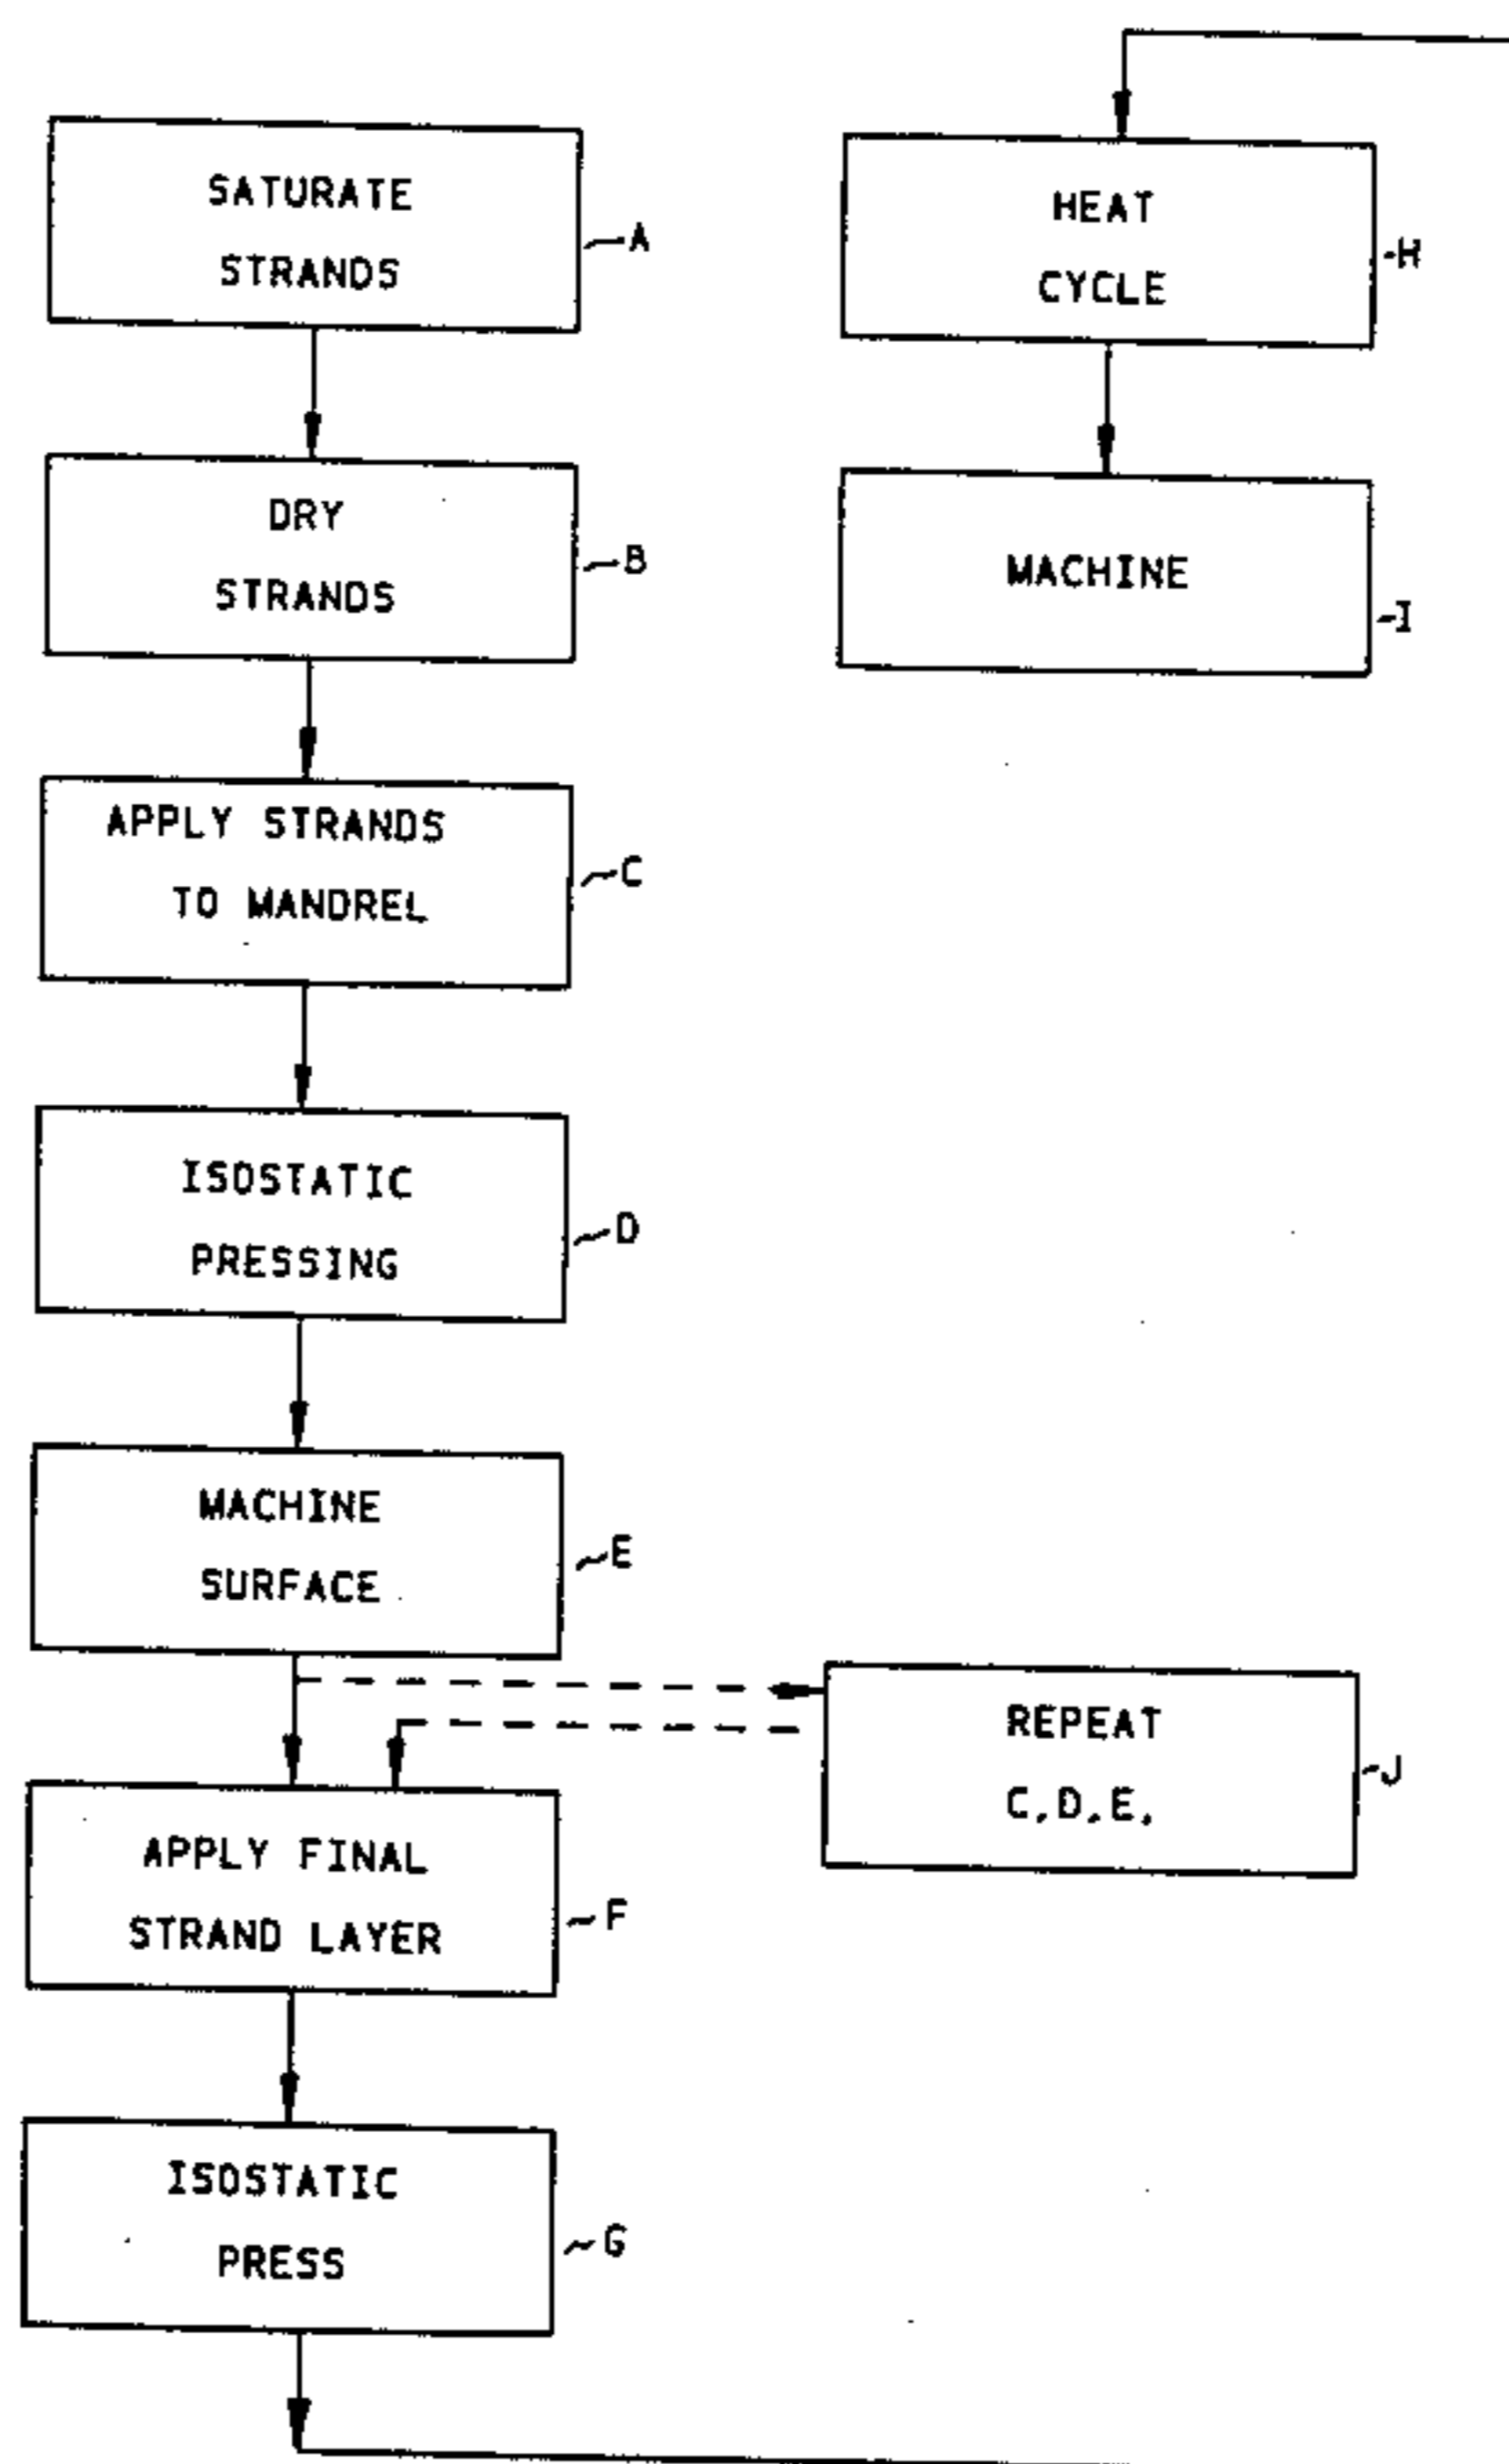 SATURATE
STRANDS
A
DRY
STRANDS
B
APPLY STRANDS
TO MANDREL
C
ISOSTATIC
PRESSING
D
MACHINE
SURFACE
E
APPLY FINAL
STRAND LAYER
F
ISOSTATIC
PRESS
G
HEAT
CYCLE
H
MACHINE
I
REPEAT
C,D,E,
J